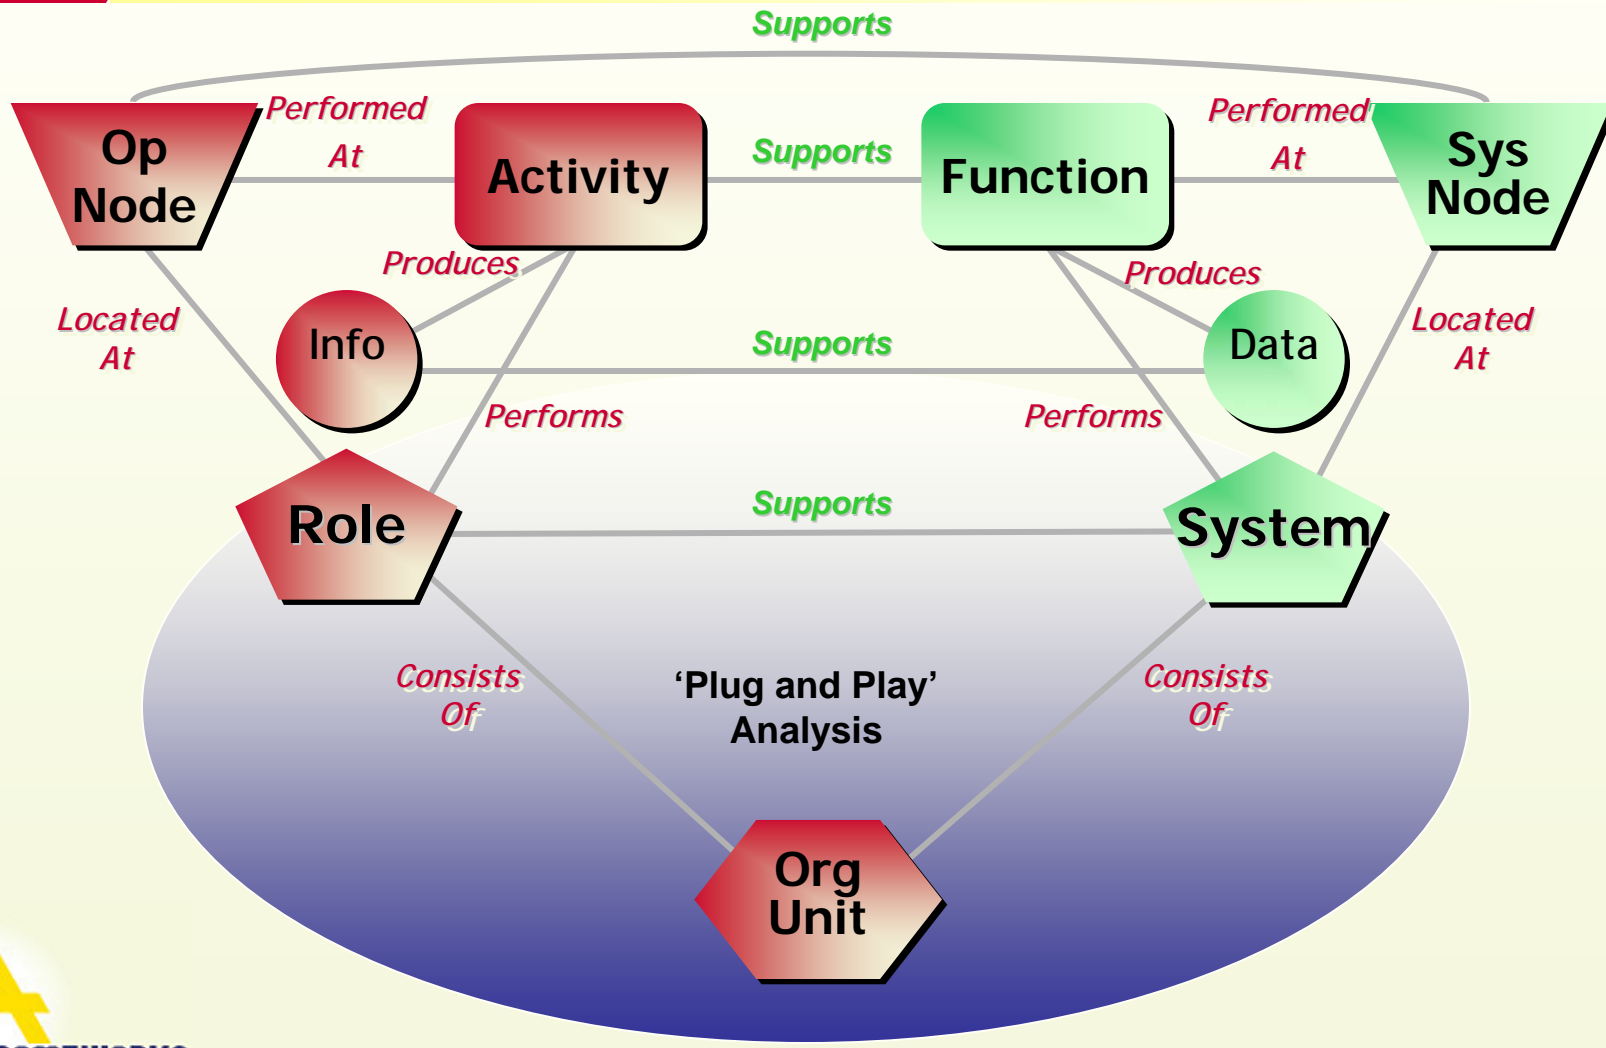 Supports
Performed
At
Performed
At
Op
Node
Activity
Supports
Function
Sys
Node
Produces
Produces
Located
At
Info
Supports
Data
Located
At
Performs
Performs
Role
Supports
System
Consists
Of
'Plug and Play'
Analysis
Consists
Of
Org
Unit